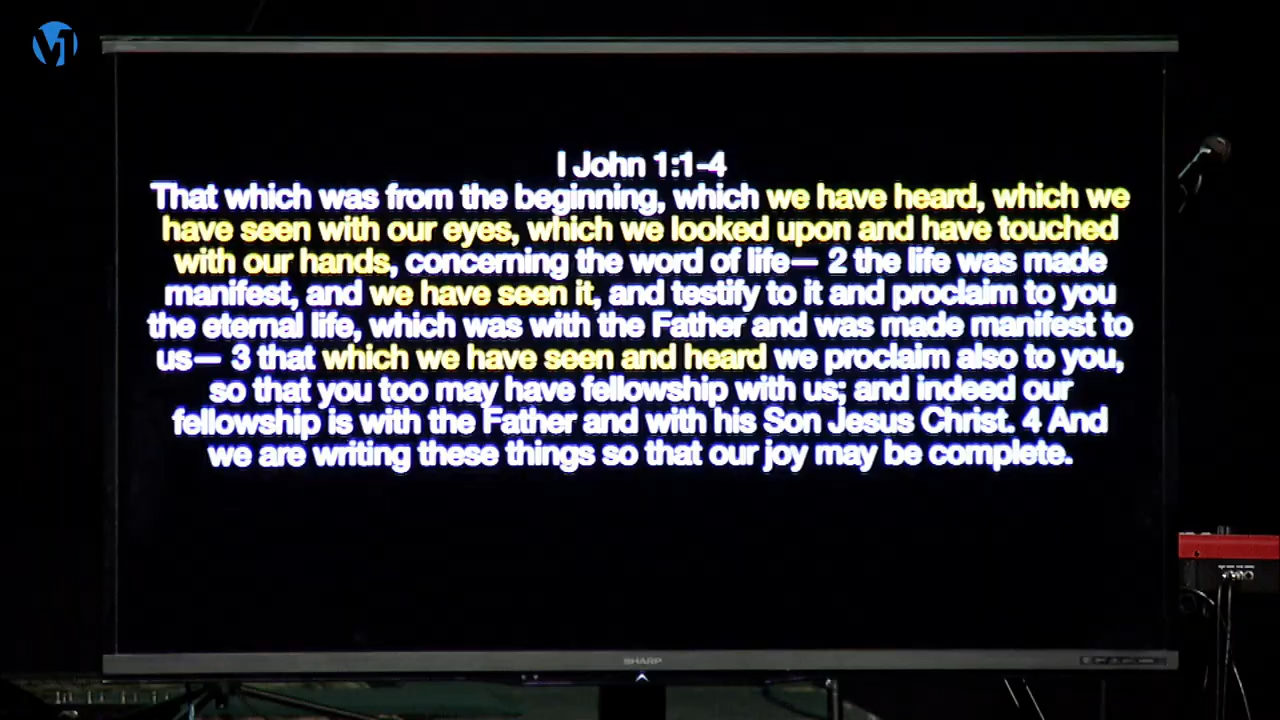 I John 1:1-4
That which was from the beginning, which we have heard, which we
have seen with our eyes, which we looked upon and have touched
with our hands, concerning the word of life— 2 the life was made
manifest, and we have seen it, and testify to it and proclaim to you
the eternal life, which was with the Father and was made manifest to
us— 3 that which we have seen and heard we proclaim also to you,
so that you too may have fellowship with us; and indeed our
fellowship is with the Father and with his Son Jesus Christ. 4 And
we are writing these things so that our joy may be complete.
SHARP